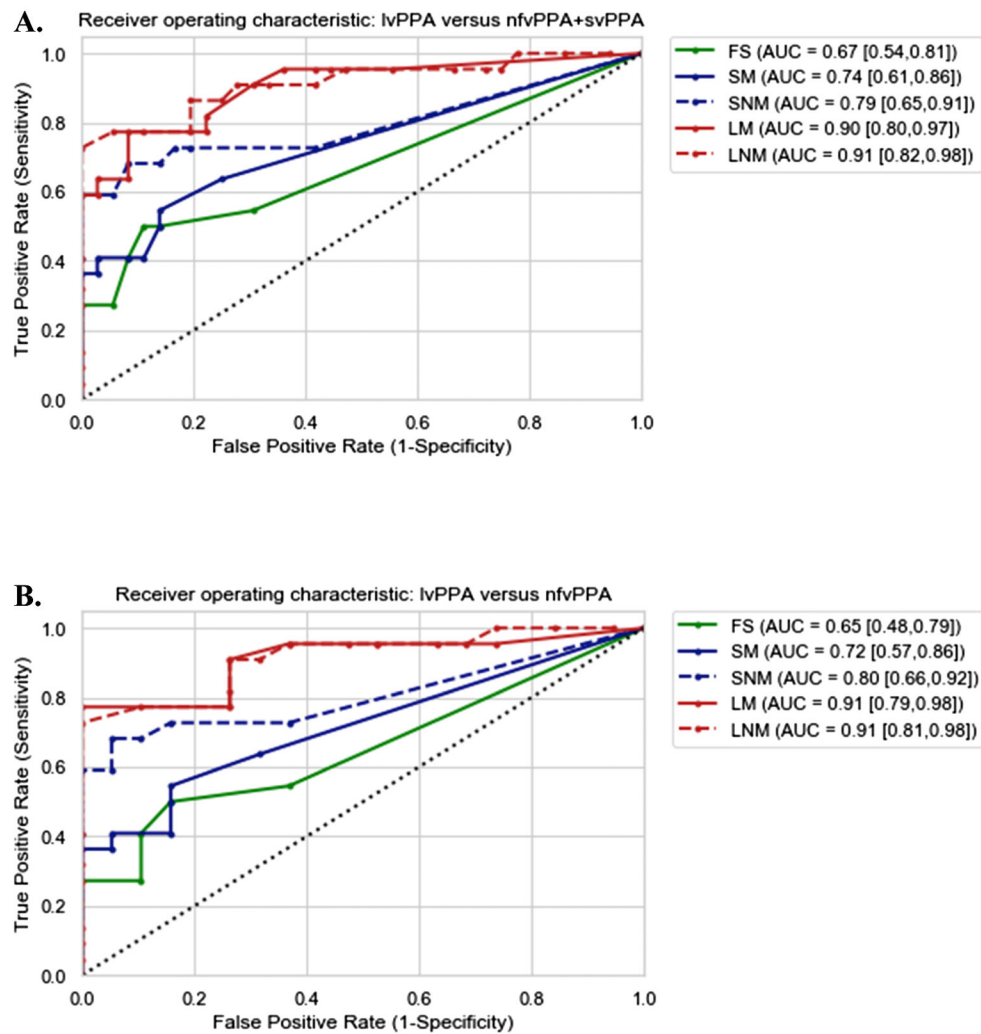 A.
Receiver operating characteristic: lvPPA versus nfvPPA+svPPA
True Positive Rate (Sensitivity)
1.0
0.8
0.6
0.4
0.2
0.0
0.0 0.2 0.4 0.6 0.8 1.0
False Positive Rate (1-Specificity)
FS (AUC = 0.67 [0.54,0.81])
SM (AUC = 0.74 [0.61,0.86])
SNM (AUC = 0.79 [0.65,0.91])
LM (AUC = 0.90 [0.80,0.97])
LNM (AUC = 0.91 [0.82,0.98])
B.
Receiver operating characteristic: lvPPA versus nfvPPA
True Positive Rate (Sensitivity)
1.0
0.8
0.6
0.4
0.2
0.0
0.0 0.2 0.4 0.6 0.8 1.0
False Positive Rate (1-Specificity)
FS (AUC = 0.65 [0.48,0.79])
SM (AUC = 0.72 [0.57,0.86])
SNM (AUC = 0.80 [0.66,0.92])
LM (AUC = 0.91 [0.79,0.98])
LNM (AUC = 0.91 [0.81,0.98])